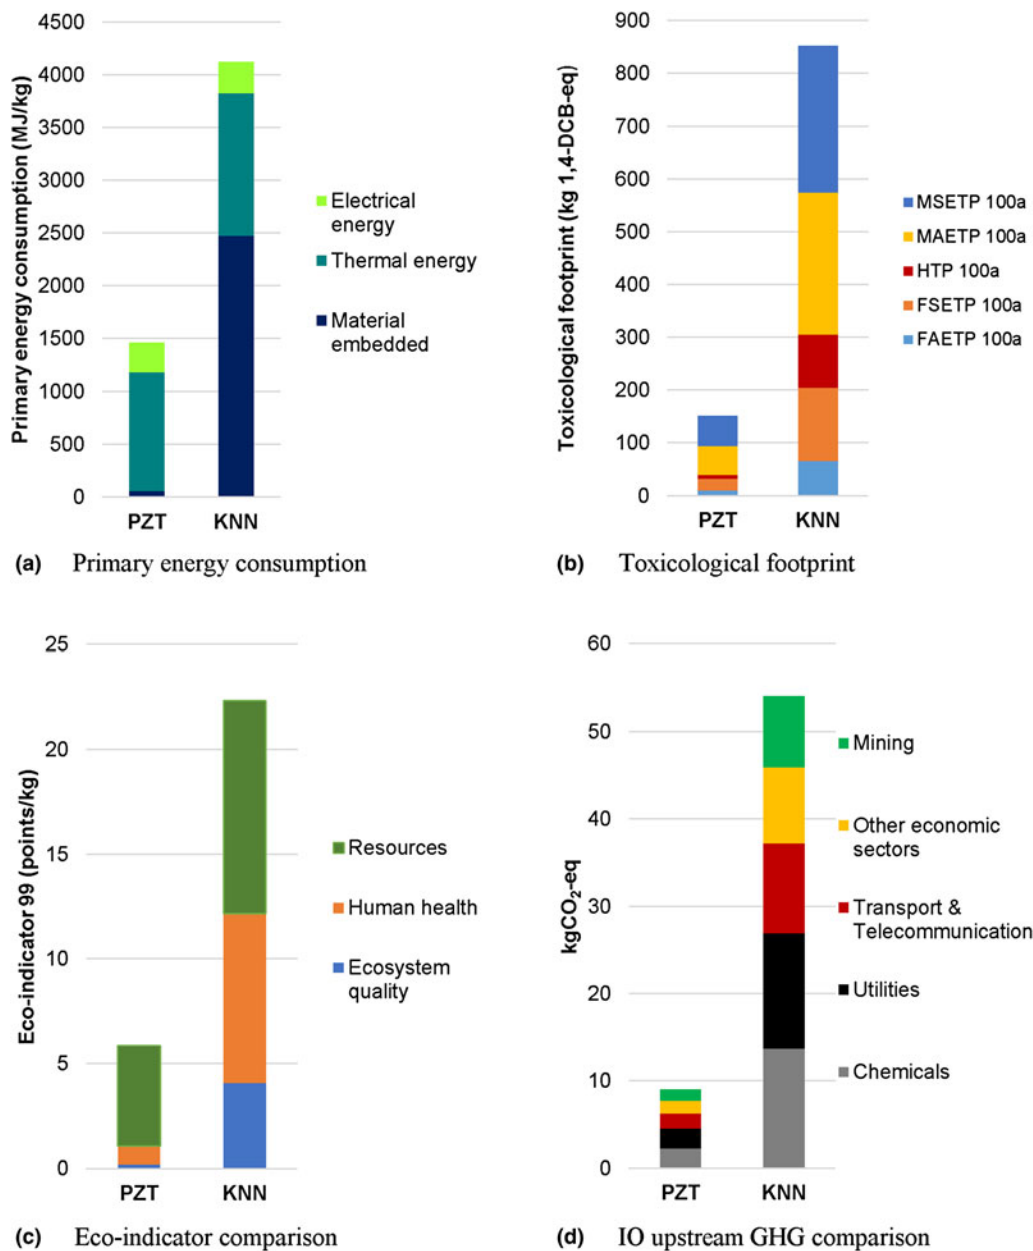 Primary energy consumption (MJ/kg)
4500
4000
3500
3000
2500
2000
1500
1000
500
0
PZT
KNN
Electrical
energy
Thermal energy
Material
embedded
(a) Primary energy consumption
Toxicological footprint (kg 1,4-DCB-eq)
900
800
700
600
500
400
300
200
100
0
PZT
KNN
MSETP 100a
MAETP 100a
HTP 100a
FSETP 100a
FAETP 100a
(b) Toxicological footprint
Eco-indicator 99 (points/kg)
25
20
15
10
5
0
PZT
KNN
Resources
Human health
Ecosystem
quality
(c) Eco-indicator comparison
kgCO₂-eq
60
50
40
30
20
10
0
PZT
KNN
Mining
Other economic
sectors
Transport &
Telecommunication
Utilities
Chemicals
(d) IO upstream GHG comparison